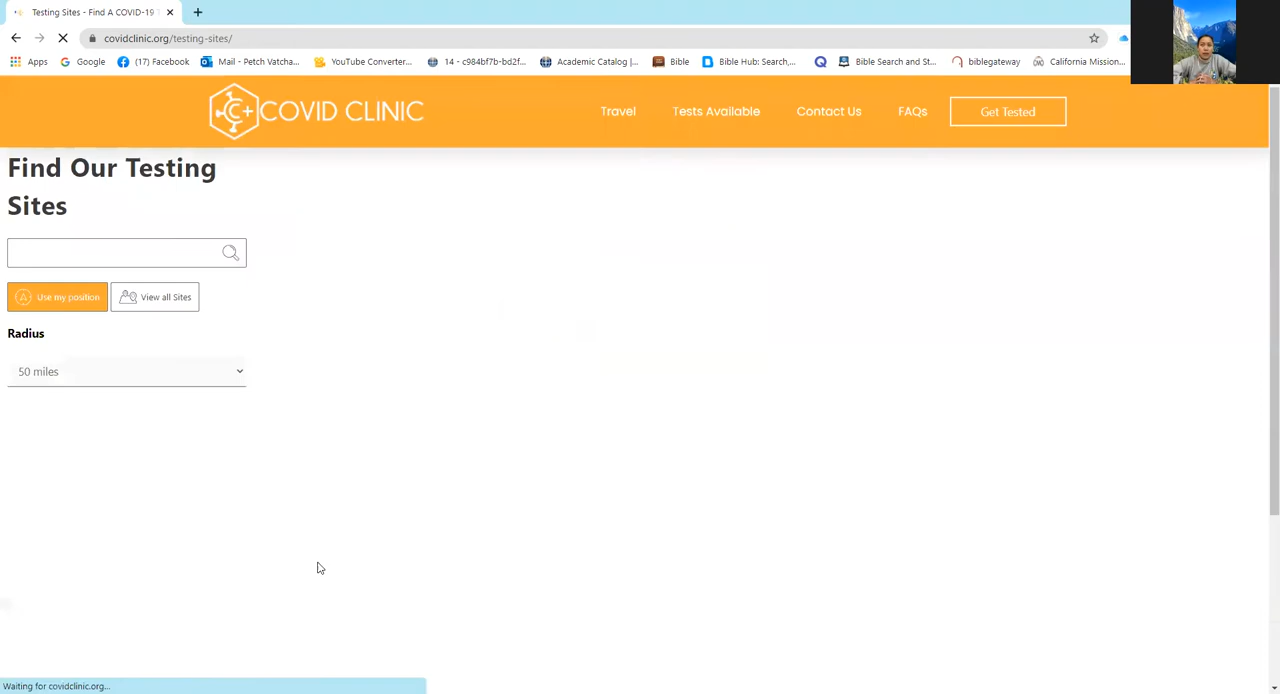 Testing Sites - Find A COVID-19
covidclinic.org/testing-sites/
Apps Google (17) Facebook Mail - Petch Vatcha... YouTube Converter... 14 - c984bf7b-bd2f... Academic Catalog |... Bible Bible Hub: Search,... Bible Search and St... biblegateway California Mission...
COVID CLINIC Travel Tests Available Contact Us FAQs Get Tested
Find Our Testing
Sites
Use my position View all Sites
Radius
50 miles
Waiting for covidclinic.org...